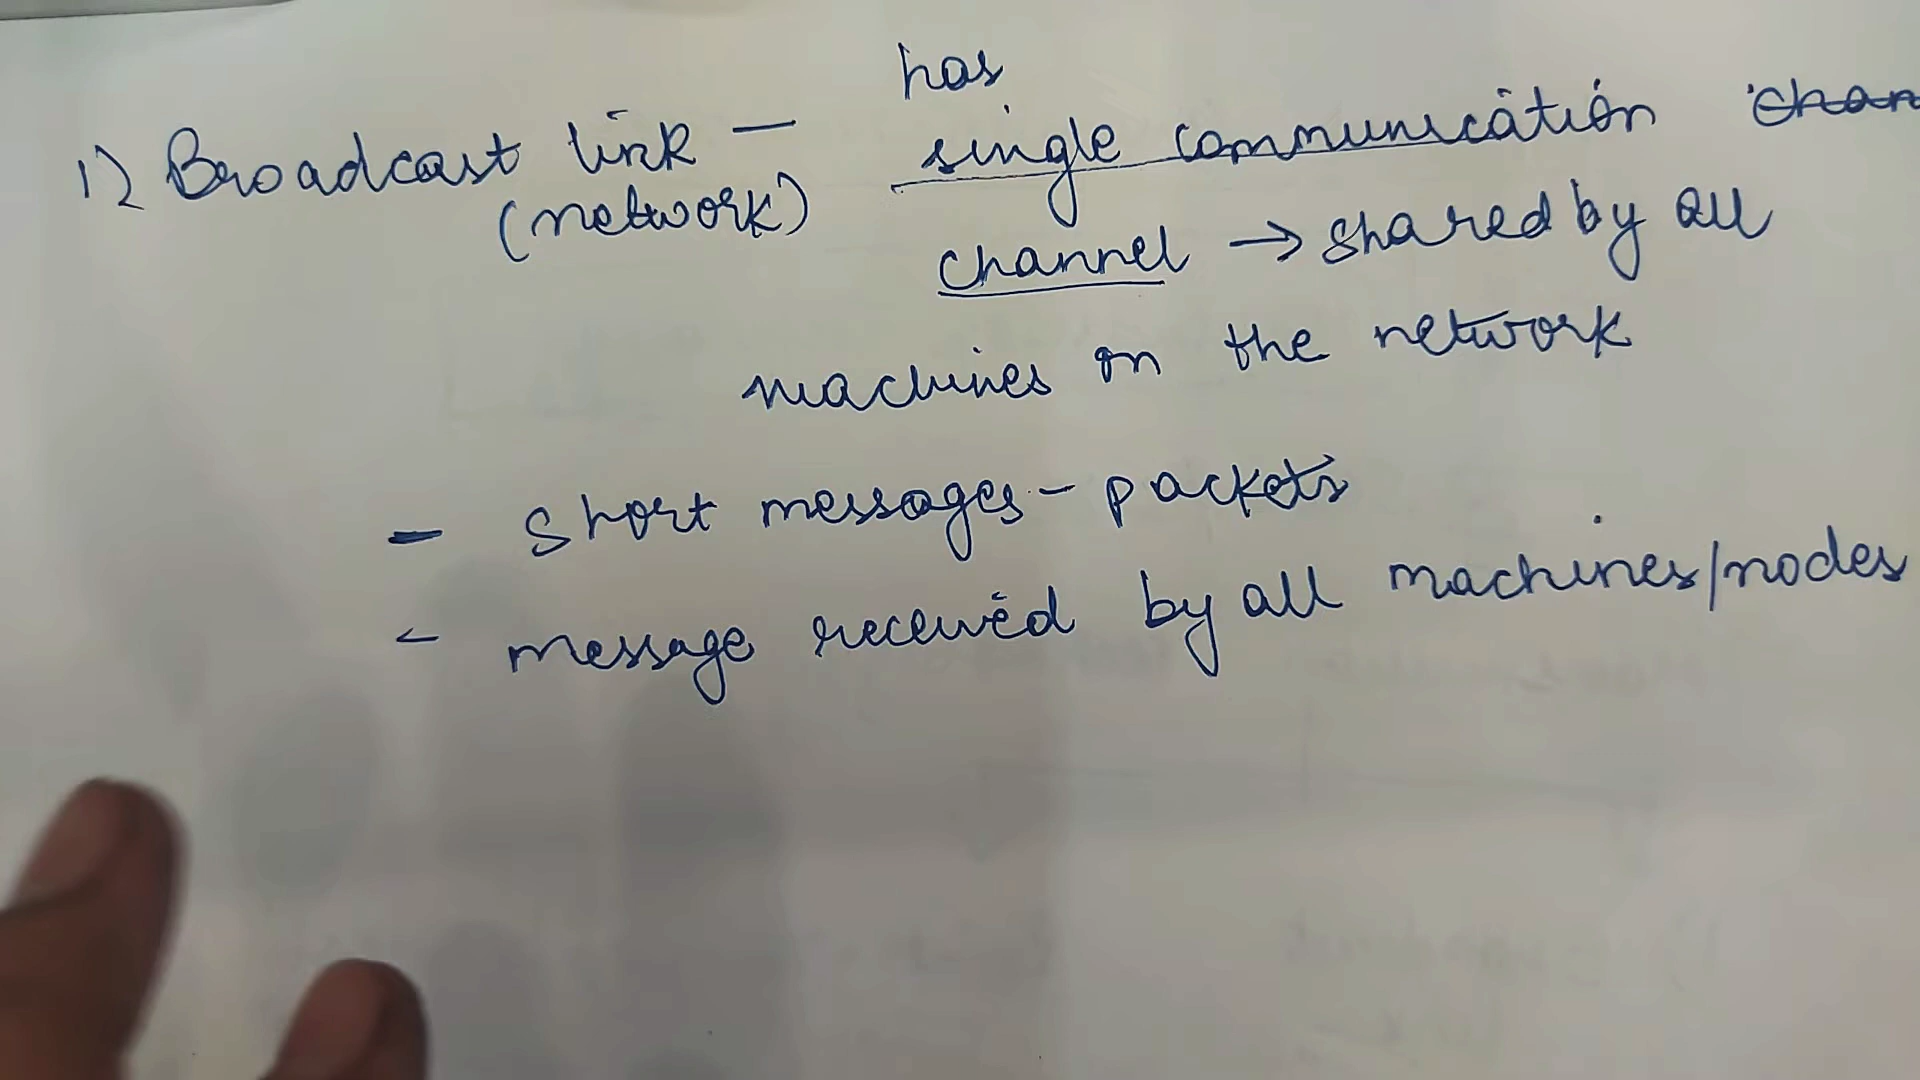 has
1) Broadcast link — single communication
(network)
channel → shared by all
machines on the network
- short messages - packets
- message received by all machines/nodes